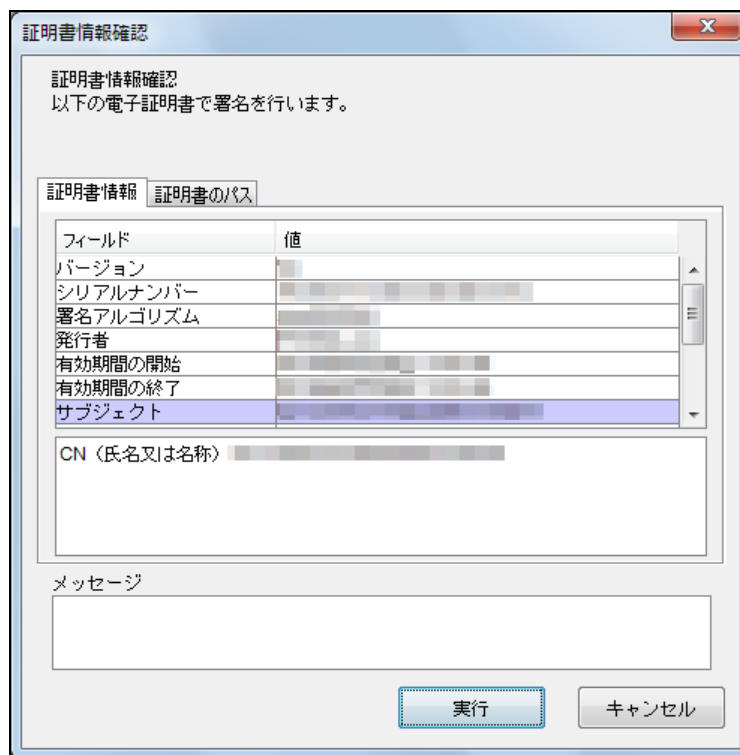 証明書情報確認
証明書情報確認
以下の電子証明書で署名を行います。
証明書情報 証明書のパス
フィールド 値
バージョン
シリアルナンバー
署名アルゴリズム
発行者
有効期間の開始
有効期間の終了
サブジェクト
CN（氏名又は名称）
メッセージ
実行 キャンセル